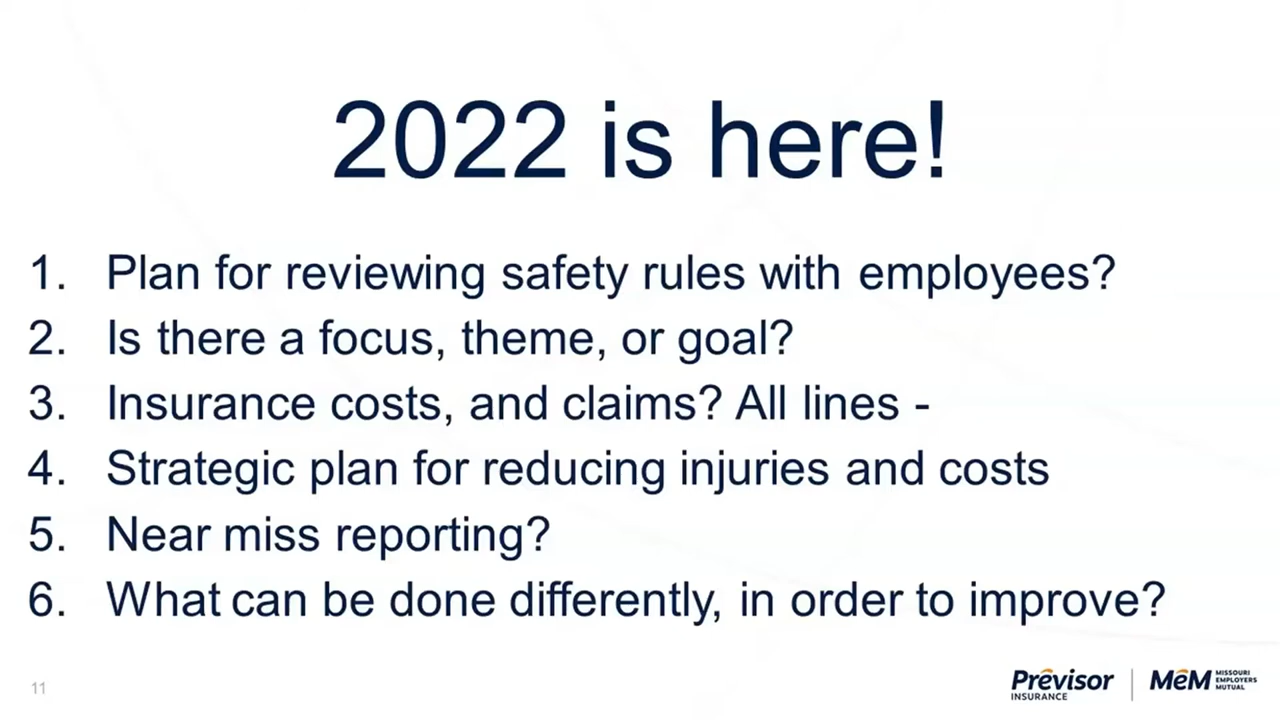 2022 is here!
1. Plan for reviewing safety rules with employees?
2. Is there a focus, theme, or goal?
3. Insurance costs, and claims? All lines -
4. Strategic plan for reducing injuries and costs
5. Near miss reporting?
6. What can be done differently, in order to improve?
11
Prēvisor
INSURANCE
MēM
MISSOURI
EMPLOYERS
MUTUAL